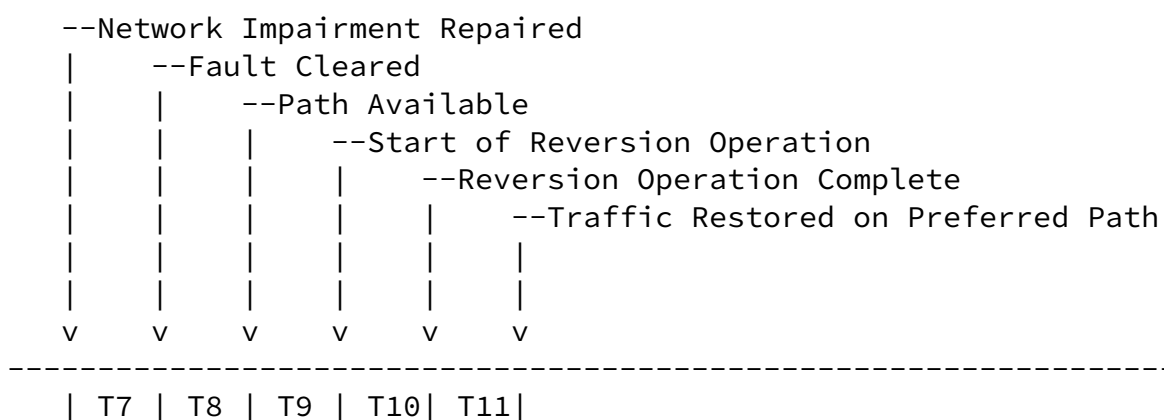 --Network Impairment Repaired
|    --Fault Cleared
|    |    --Path Available
|    |    |    --Start of Reversion Operation
|    |    |    |    --Reversion Operation Complete
|    |    |    |    |    --Traffic Restored on Preferred Path
|    |    |    |    |    |
|    |    |    |    |    |
v    v    v    v    v    v
-----------------------------------------------------------------
| T7 | T8 | T9 | T10| T11|